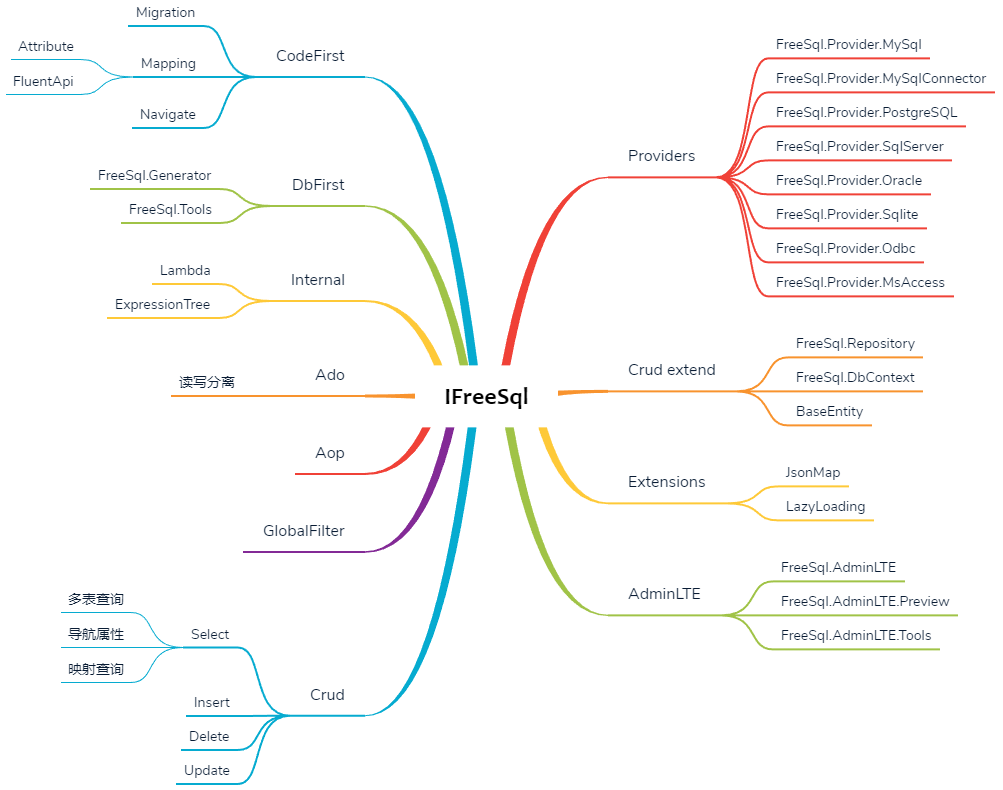 IFreeSql
CodeFirst
Migration
Mapping
Attribute
FluentApi
Navigate
DbFirst
FreeSql.Generator
FreeSql.Tools
Internal
Lambda
ExpressionTree
Ado
读写分离
Aop
GlobalFilter
Crud
Select
多表查询
导航属性
映射查询
Insert
Delete
Update
Providers
FreeSql.Provider.MySql
FreeSql.Provider.MySqlConnector
FreeSql.Provider.PostgreSQL
FreeSql.Provider.SqlServer
FreeSql.Provider.Oracle
FreeSql.Provider.Sqlite
FreeSql.Provider.Odbc
FreeSql.Provider.MsAccess
Crud extend
FreeSql.Repository
FreeSql.DbContext
BaseEntity
Extensions
JsonMap
LazyLoading
AdminLTE
FreeSql.AdminLTE
FreeSql.AdminLTE.Preview
FreeSql.AdminLTE.Tools